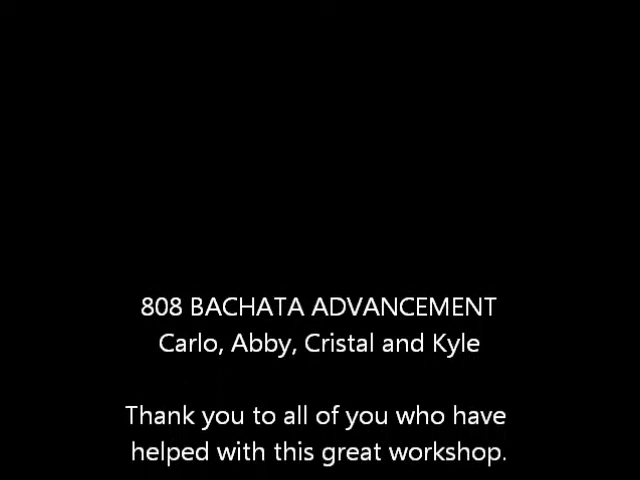 808 BACHATA ADVANCEMENT
Carlo, Abby, Cristal and Kyle
Thank you to all of you who have
helped with this great workshop.